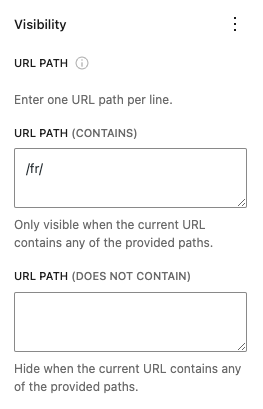 Visibility
URL PATH
Enter one URL path per line.
URL PATH (CONTAINS)
/fr/
Only visible when the current URL
contains any of the provided paths.
URL PATH (DOES NOT CONTAIN)
Hide when the current URL contains any
of the provided paths.